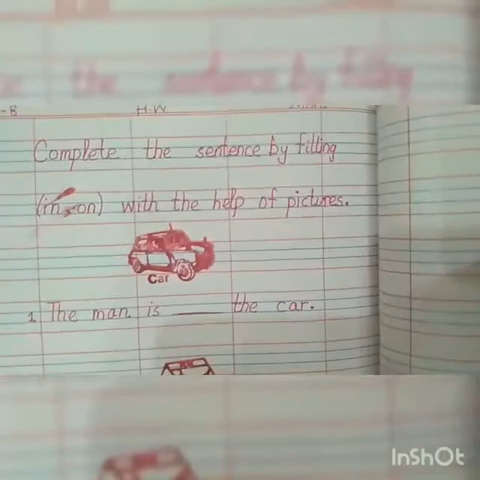 -B
H.W
Complete the sentence by filling
(in, on) with the help of pictures.
Car
1. The man is ____ the car.
InShOt